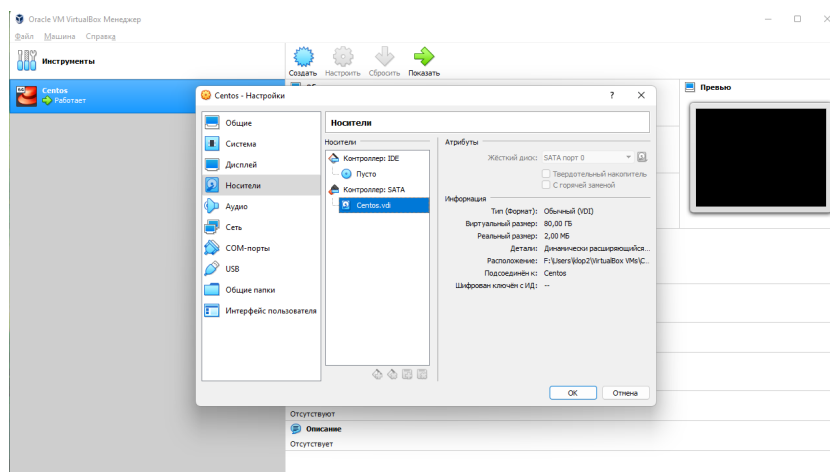 Oracle VM VirtualBox Менеджер
Файл Машина Справка
Инструменты
Создать Настроить Сбросить Показать
Centos
Работает
Превью
Centos - Настройки
Общие
Система
Дисплей
Носители
Аудио
Сеть
COM-порты
USB
Общие папки
Интерфейс пользователя
Носители
Носители
Контроллер: IDE
Пусто
Контроллер: SATA
Centos.vdi
Атрибуты
Жёсткий диск: SATA порт 0
Твердотельный накопитель
С горячей заменой
Информация
Тип (Формат): Обычный (VDI)
Виртуальный размер: 80,00 ГБ
Реальный размер: 2,00 МБ
Детали: Динамически расширяющийся...
Расположение: F:\Users\klop2\VirtualBox VMs\C...
Подсоединён к: Centos
Шифрован ключём с ИД: --
OK Отмена
Отсутствуют
Описание
Отсутствует